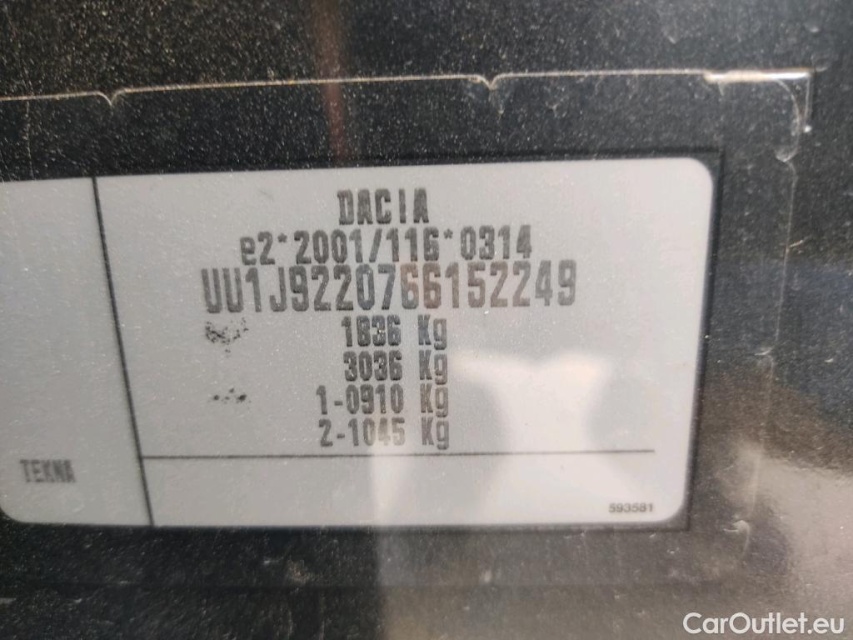 DACIA
e2*2001/116*0314
UU1J9220766152249
1836 Kg
3036 Kg
1-0910 Kg
2-1045 Kg
TEKNA
593581
CarOutlet.eu